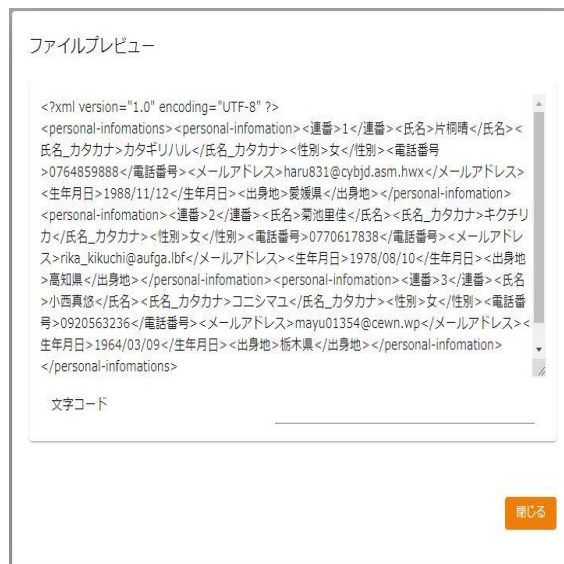 ファイルプレビュー
<?xml version="1.0" encoding="UTF-8" ?>
<personal-infomations><personal-infomation><連番>1</連番><氏名>片桐晴</氏名><
氏名_カタカナ>カタギリハル</氏名_カタカナ><性別>女</性別><電話番号
>0764859888</電話番号><メールアドレス>haru831@cybjd.asm.hwx</メールアドレス>
<生年月日>1988/11/12</生年月日><出身地>愛媛県</出身地></personal-infomation>
<personal-infomation><連番>2</連番><氏名>菊池里佳</氏名><氏名_カタカナ>キクチリ
カ</氏名_カタカナ><性別>女</性別><電話番号>0770617838</電話番号><メールアドレ
ス>rika_kikuchi@aufga.lbf</メールアドレス><生年月日>1978/08/10</生年月日><出身地
>高知県</出身地></personal-infomation><personal-infomation><連番>3</連番><氏名
>小西真悠</氏名><氏名_カタカナ>コニシマユ</氏名_カタカナ><性別>女</性別><電話番
号>0920563236</電話番号><メールアドレス>mayu01354@cewn.wp</メールアドレス><
生年月日>1964/03/09</生年月日><出身地>栃木県</出身地></personal-infomation>
</personal-infomations>
文字コード
閉じる